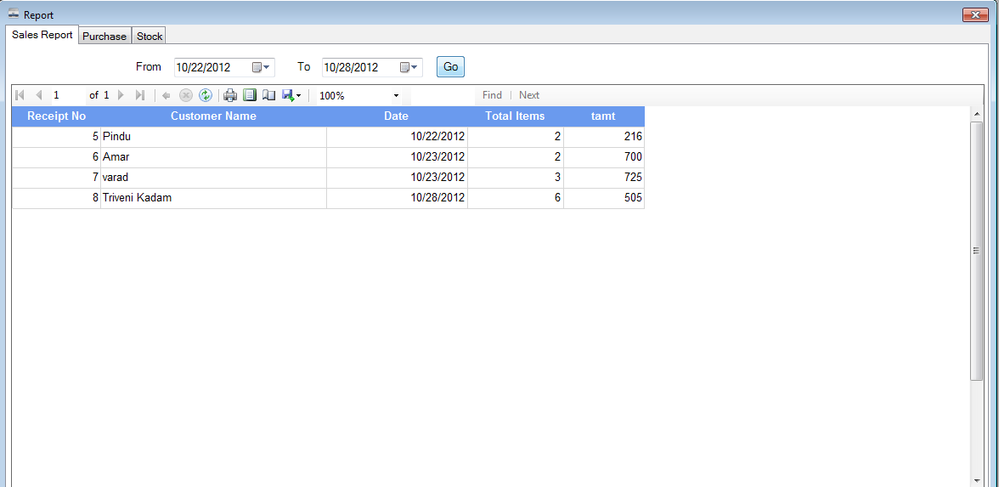 Report
Sales Report Purchase Stock
From 10/22/2012 To 10/28/2012 Go
1 of 1 100% Find Next
Receipt No Customer Name Date Total Items tamt
5 Pindu 10/22/2012 2 216
6 Amar 10/23/2012 2 700
7 varad 10/23/2012 3 725
8 Triveni Kadam 10/28/2012 6 505